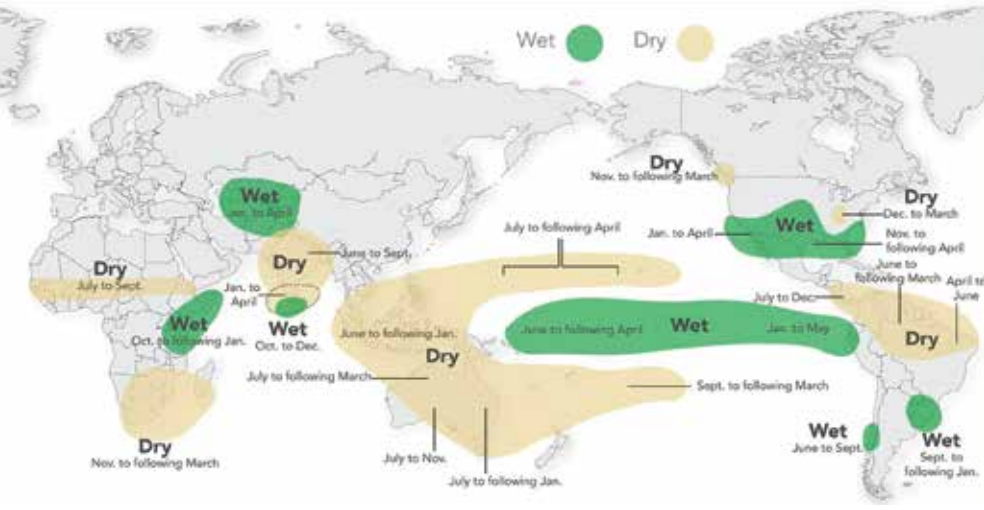 Wet
Dry
Dry
Nov. to following March
Dry
Dec. to March
Wet
Jan. to April
Jan. to April
Wet
Nov. to
following April
July to following April
June to
following March
April to
June
Dry
July to Sept.
June to Sept.
Dry
Jan. to
April
July to Dec.
Wet
Oct. to following Jan.
Wet
Oct. to Dec.
June to following Jan.
Dry
June to following April
Wet
Jan. to May
Dry
July to following March
Sept. to following March
Dry
Nov. to following March
July to Nov.
July to following Jan.
Wet
June to Sept.
Wet
Sept. to
following Jan.